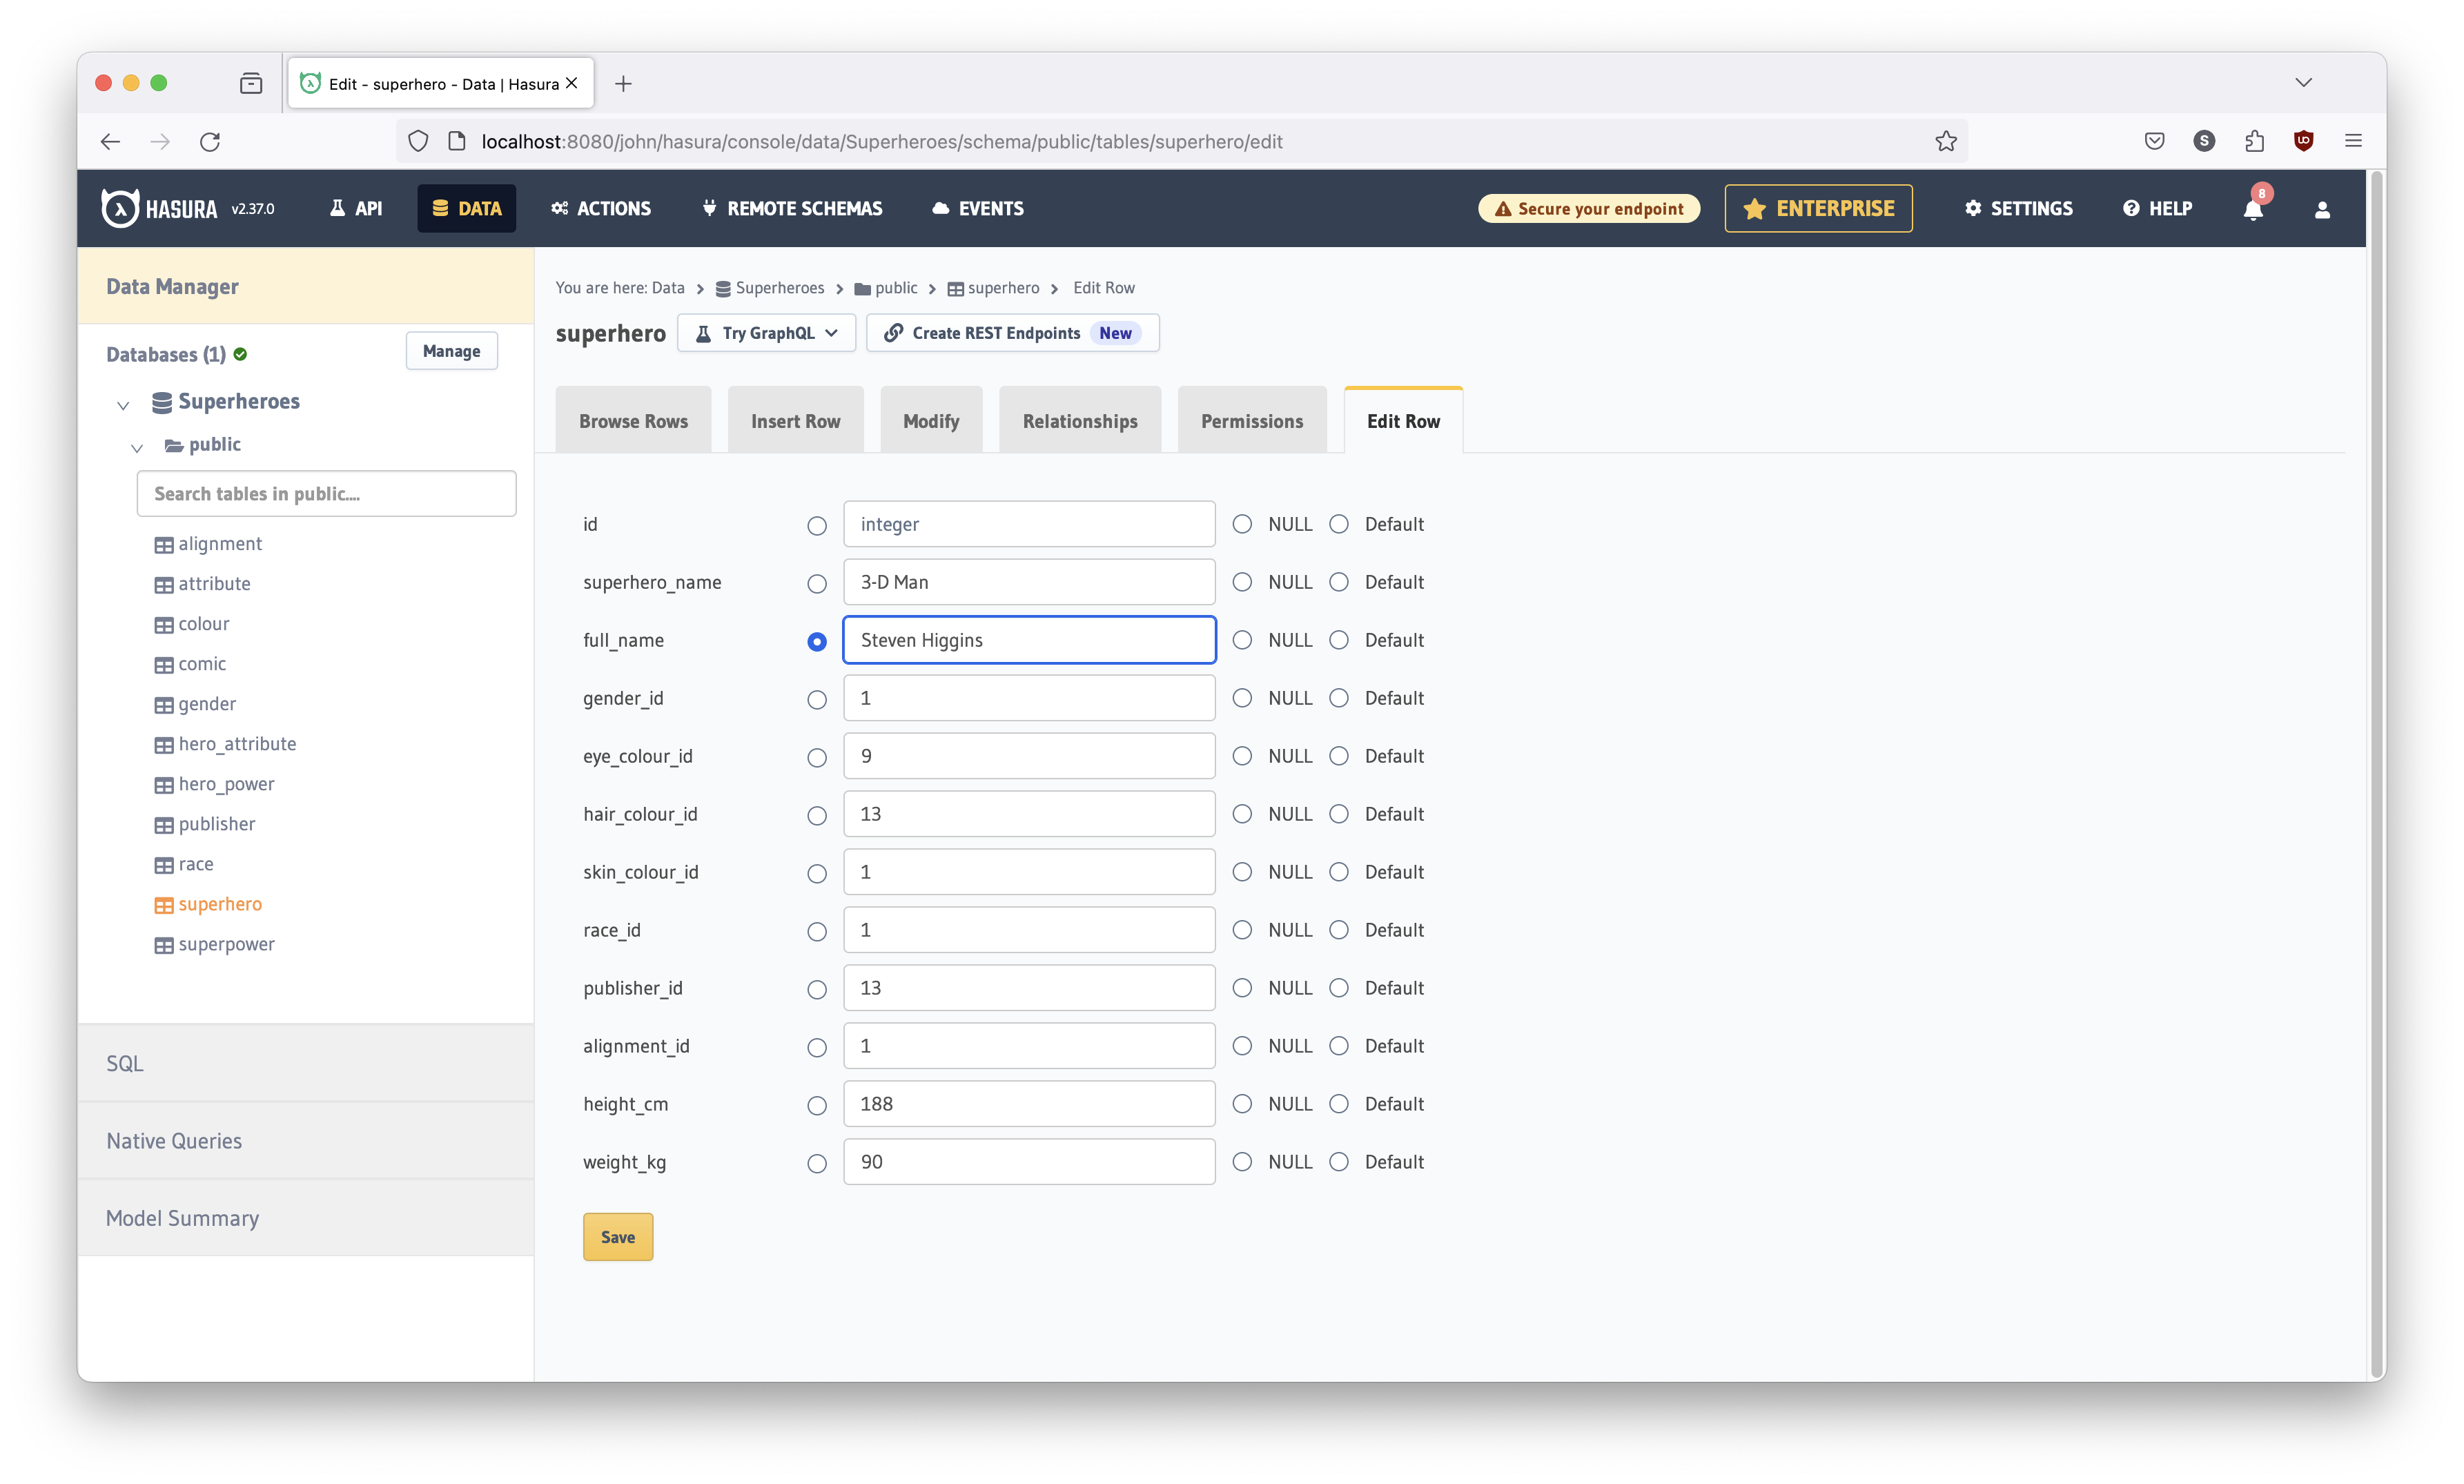 Edit - superhero - Data | Hasura
localhost:8080/john/hasura/console/data/Superheroes/schema/public/tables/superhero/edit
S
HASURA v2.37.0 API DATA ACTIONS REMOTE SCHEMAS EVENTS Secure your endpoint ENTERPRISE SETTINGS HELP 8
Data Manager
Databases (1) Manage
Superheroes
public
Search tables in public....
alignment
attribute
colour
comic
gender
hero_attribute
hero_power
publisher
race
superhero
superpower
SQL
Native Queries
Model Summary
You are here: Data > Superheroes > public > superhero > Edit Row
superhero Try GraphQL Create REST Endpoints New
Browse Rows Insert Row Modify Relationships Permissions Edit Row
id integer NULL Default
superhero_name 3-D Man NULL Default
full_name Steven Higgins NULL Default
gender_id 1 NULL Default
eye_colour_id 9 NULL Default
hair_colour_id 13 NULL Default
skin_colour_id 1 NULL Default
race_id 1 NULL Default
publisher_id 13 NULL Default
alignment_id 1 NULL Default
height_cm 188 NULL Default
weight_kg 90 NULL Default
Save